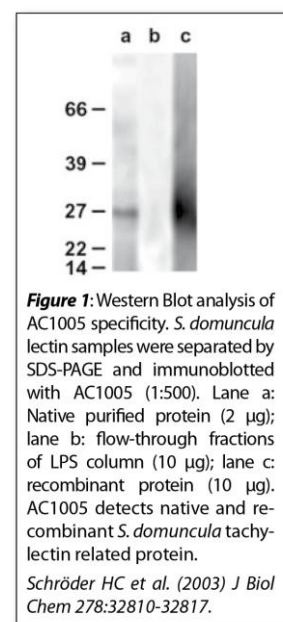 a b c
66 –
39 –
27 –
22 –
14 –
Figure 1: Western Blot analysis of
AC1005 specificity. S. domuncula
lectin samples were separated by
SDS-PAGE and immunoblotted
with AC1005 (1:500). Lane a:
Native purified protein (2 µg);
lane b: flow-through fractions
of LPS column (10 µg); lane c:
recombinant protein (10 µg).
AC1005 detects native and re-
combinant S. domuncula tachy-
lectin related protein.
Schröder HC et al. (2003) J Biol
Chem 278:32810-32817.